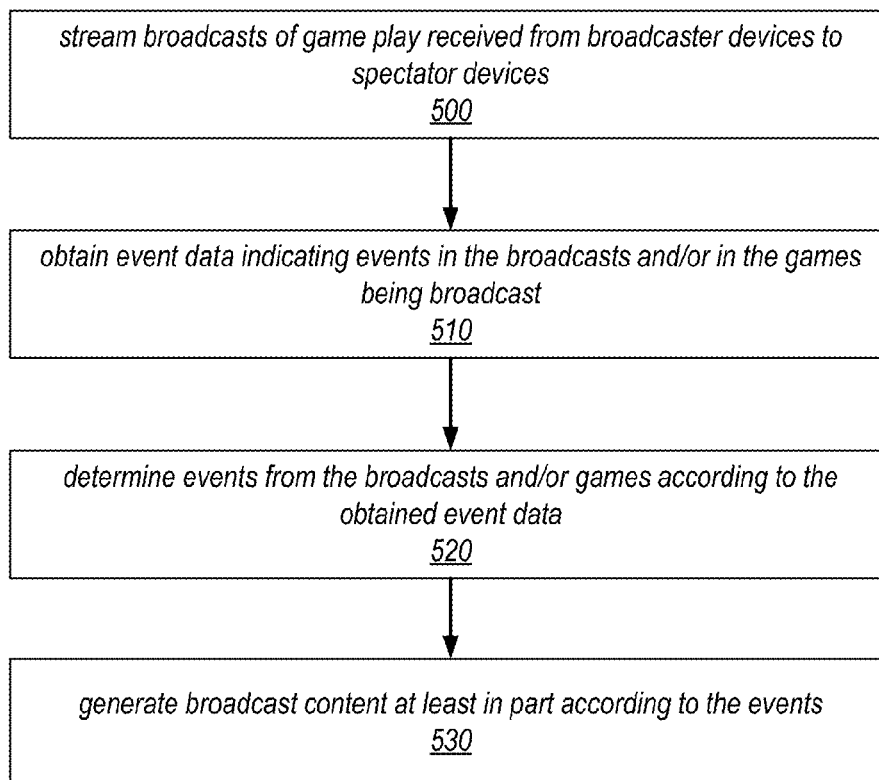 stream broadcasts of game play received from broadcaster devices to
spectator devices
500
obtain event data indicating events in the broadcasts and/or in the games
being broadcast
510
determine events from the broadcasts and/or games according to the
obtained event data
520
generate broadcast content at least in part according to the events
530